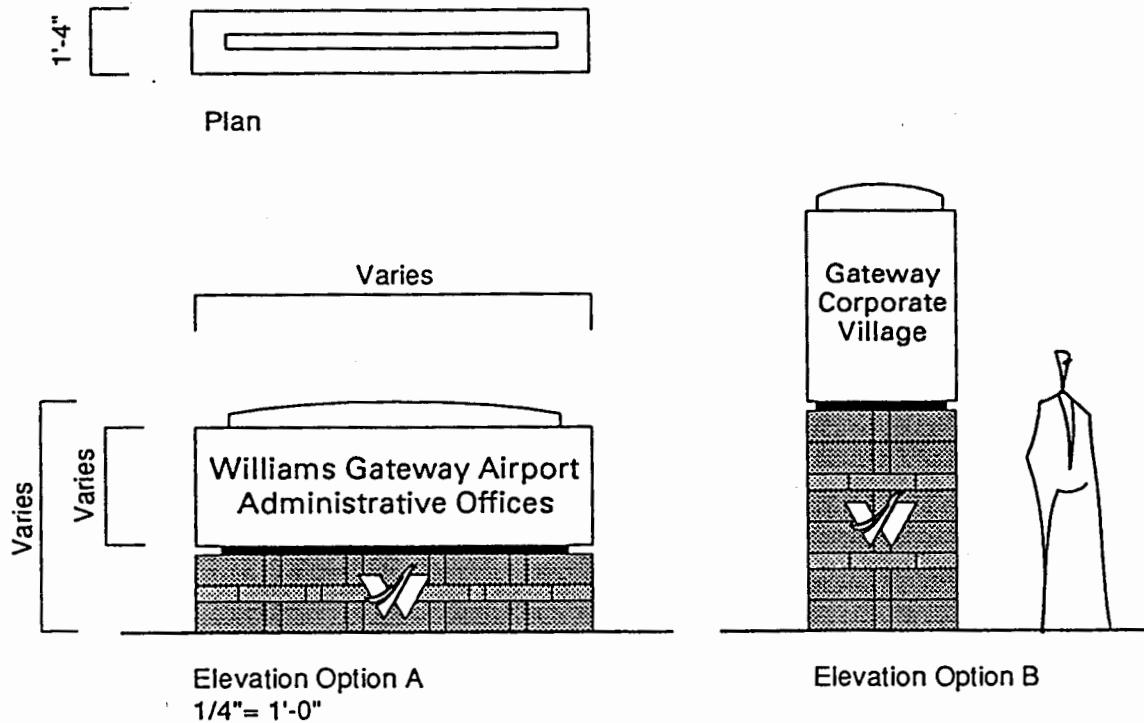 1'-4"
Plan
Varies
Varies
Varies
Williams Gateway Airport
Administrative Offices
Elevation Option A
1/4"= 1'-0"
Gateway
Corporate
Village
Elevation Option B